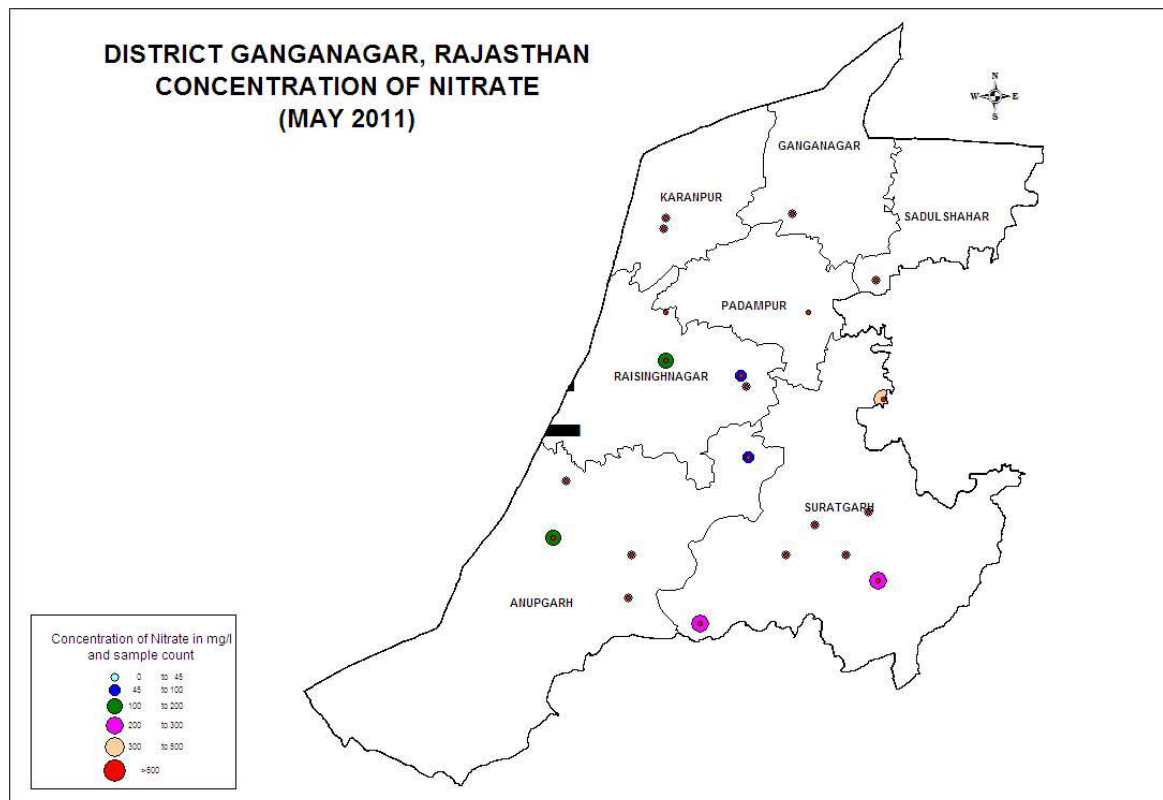 DISTRICT GANGANAGAR, RAJASTHAN
CONCENTRATION OF NITRATE
(MAY 2011)
N
W E
S
GANGANAGAR
KARANPUR
SADULSHAHAR
PADAMPUR
RAISINGHNAGAR
SURATGARH
ANUPGARH
Concentration of Nitrate in mg/l
and sample count
0 to 45
45 to 100
100 to 200
200 to 300
300 to 500
>500